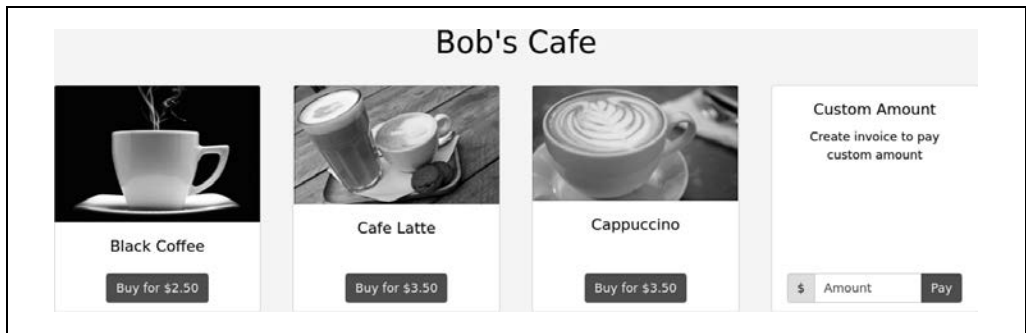 Bob's Cafe
Black Coffee
Buy for $2.50
Cafe Latte
Buy for $3.50
Cappuccino
Buy for $3.50
Custom Amount
Create invoice to pay
custom amount
$ Amount Pay